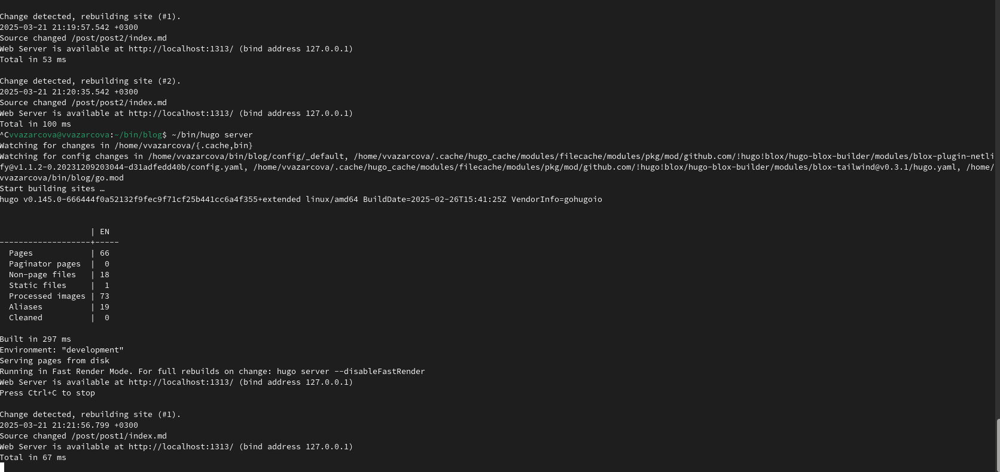 Change detected, rebuilding site (#1).
2025-03-21 21:19:57.542 +0300
Source changed /post/post2/index.md
Web Server is available at http://localhost:1313/ (bind address 127.0.0.1)
Total in 53 ms
Change detected, rebuilding site (#2).
2025-03-21 21:20:35.542 +0300
Source changed /post/post2/index.md
Web Server is available at http://localhost:1313/ (bind address 127.0.0.1)
Total in 100 ms
^Cvvazarcova@vvazarcova:~/bin/blog$ ~/bin/hugo server
Watching for changes in /home/vvazarcova/{.cache,bin}
Watching for config changes in /home/vvazarcova/bin/blog/config/_default, /home/vvazarcova/.cache/hugo_cache/modules/filecache/modules/pkg/mod/github.com/!hugo!blox/hugo-blox-builder/modules/blox-plugin-netli
fy@v1.1.2-0.20231209203044-d31adfedd40b/config.yaml, /home/vvazarcova/.cache/hugo_cache/modules/filecache/modules/pkg/mod/github.com/!hugo!blox/hugo-blox-builder/modules/blox-tailwind@v0.3.1/hugo.yaml, /home/
vvazarcova/bin/blog/go.mod
Start building sites …
hugo v0.145.0-666444f0a52132f9fec9f71cf25b441cc6a4f355+extended linux/amd64 BuildDate=2025-02-26T15:41:25Z VendorInfo=gohugoio
                   | EN
-------------------+-----
  Pages            | 66
  Paginator pages  |  0
  Non-page files   | 18
  Static files     |  1
  Processed images | 73
  Aliases          | 19
  Cleaned          |  0
Built in 297 ms
Environment: "development"
Serving pages from disk
Running in Fast Render Mode. For full rebuilds on change: hugo server --disableFastRender
Web Server is available at http://localhost:1313/ (bind address 127.0.0.1)
Press Ctrl+C to stop
Change detected, rebuilding site (#1).
2025-03-21 21:21:56.799 +0300
Source changed /post/post1/index.md
Web Server is available at http://localhost:1313/ (bind address 127.0.0.1)
Total in 67 ms